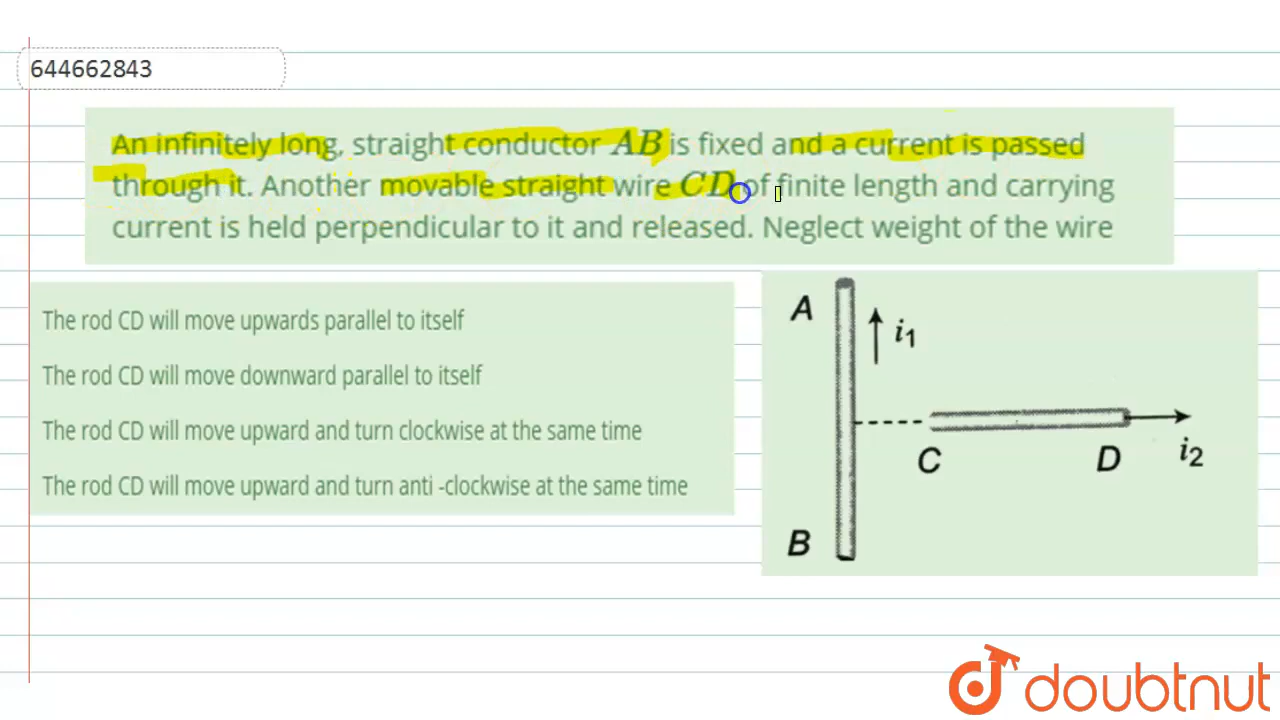 644662843
An infinitely long, straight conductor AB is fixed and a current is passed
through it. Another movable straight wire CD of finite length and carrying
current is held perpendicular to it and released. Neglect weight of the wire
The rod CD will move upwards parallel to itself
The rod CD will move downward parallel to itself
The rod CD will move upward and turn clockwise at the same time
The rod CD will move upward and turn anti -clockwise at the same time
A
i1
C
D
i2
B
doubtnut